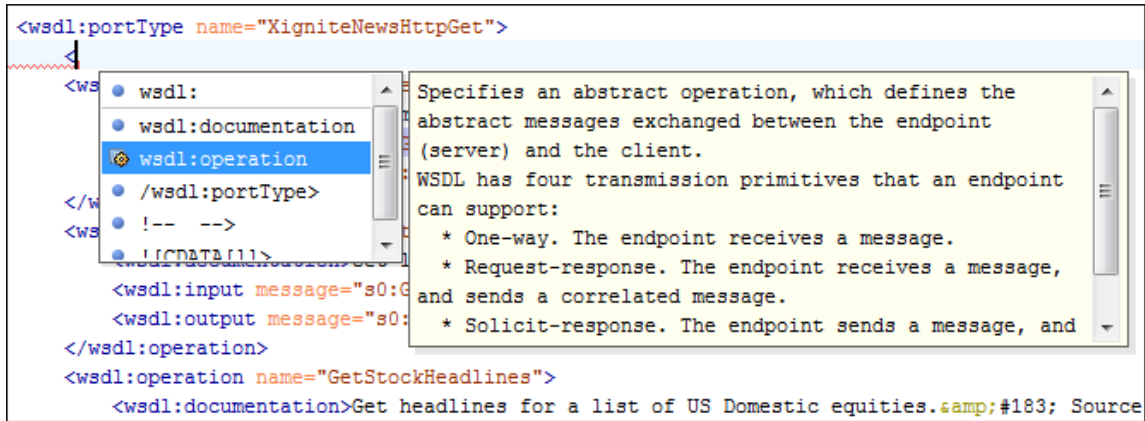 <wsdl:portType name="XigniteNewsHttpGet">
<
<ws
wsdl:
wsdl:documentation
wsdl:operation
/wsdl:portType>
!-- -->
![CDATA[]]>
Specifies an abstract operation, which defines the
abstract messages exchanged between the endpoint
(server) and the client.
WSDL has four transmission primitives that an endpoint
can support:
* One-way. The endpoint receives a message.
* Request-response. The endpoint receives a message,
and sends a correlated message.
* Solicit-response. The endpoint sends a message, and
</w
<ws
<wsdl:input message="s0:G
<wsdl:output message="s0:
</wsdl:operation>
<wsdl:operation name="GetStockHeadlines">
<wsdl:documentation>Get headlines for a list of US Domestic equities.&amp;#183; Source